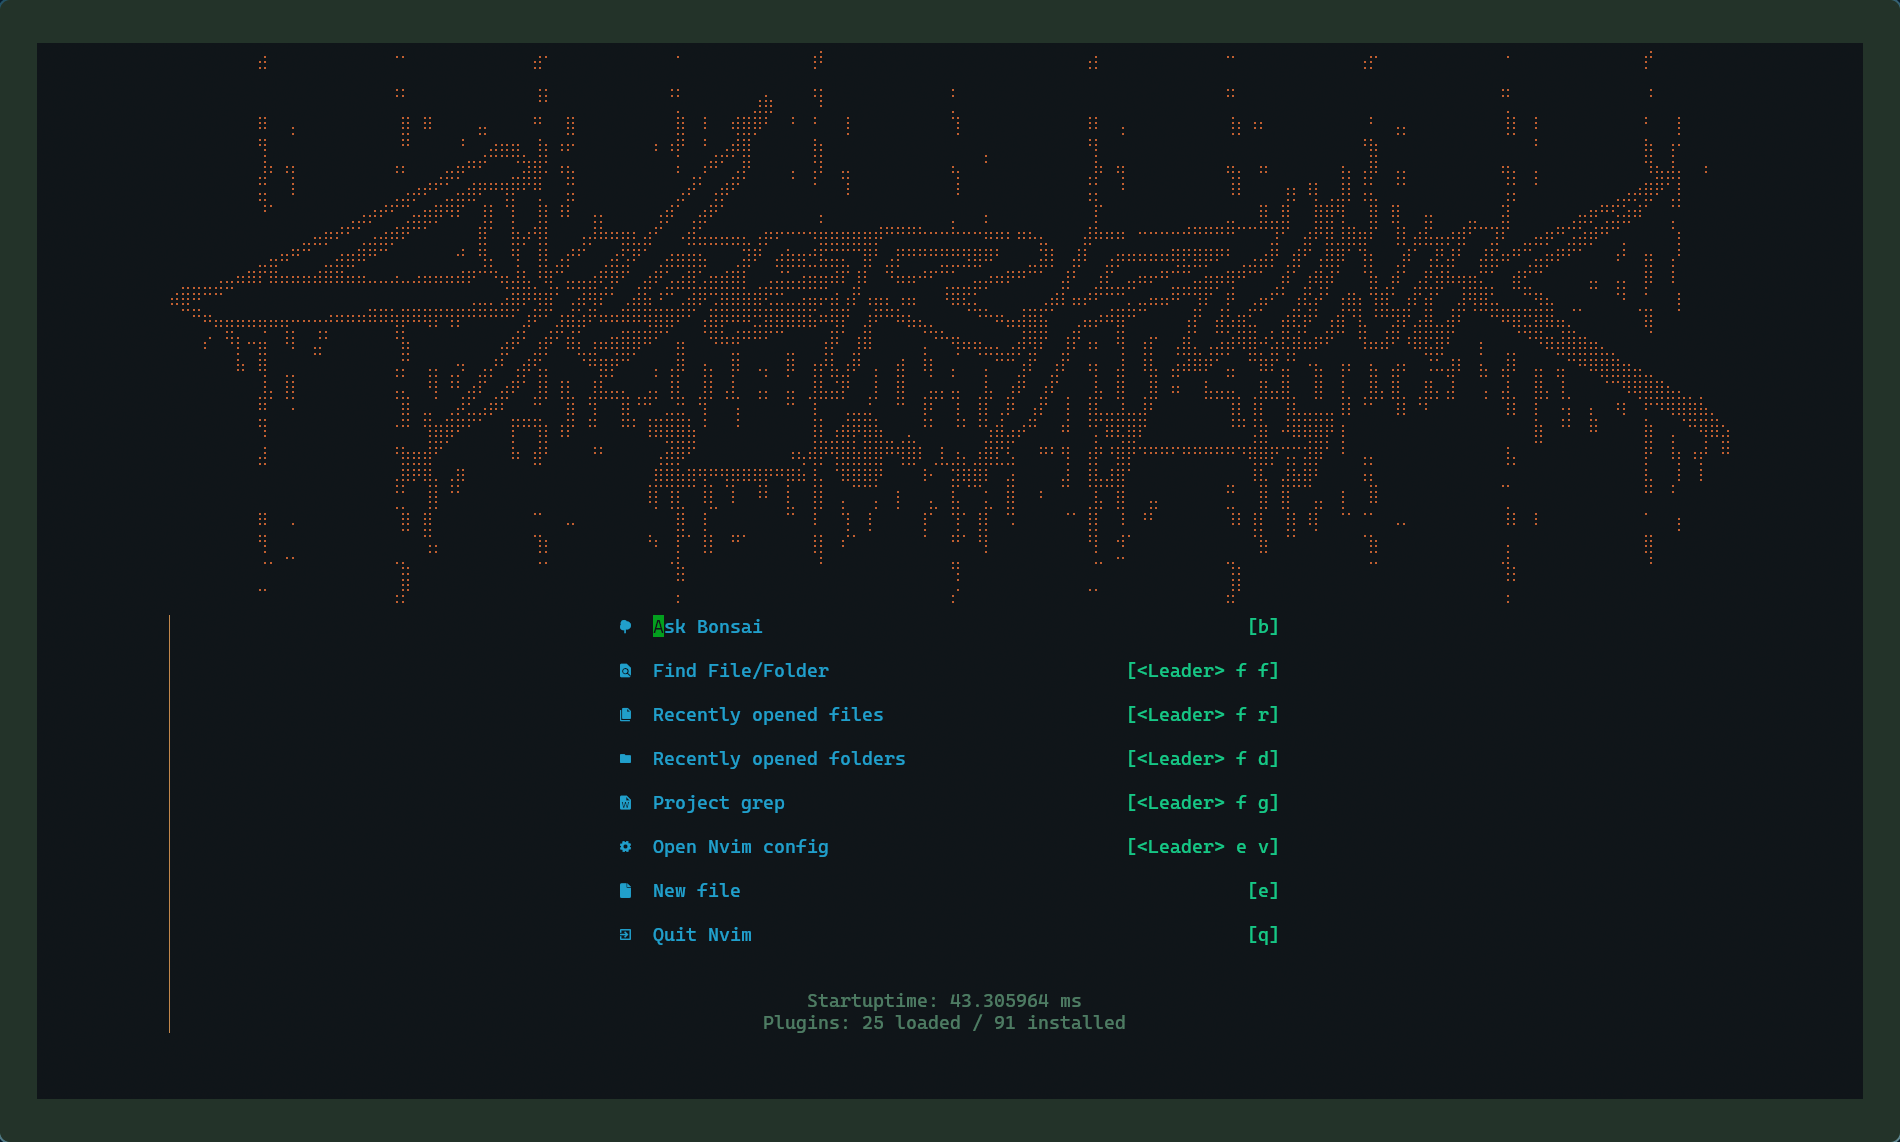 Ask Bonsai [b]
Find File/Folder [<Leader> f f]
Recently opened files [<Leader> f r]
Recently opened folders [<Leader> f d]
Project grep [<Leader> f g]
Open Nvim config [<Leader> e v]
New file [e]
Quit Nvim [q]
Startuptime: 43.305964 ms
Plugins: 25 loaded / 91 installed